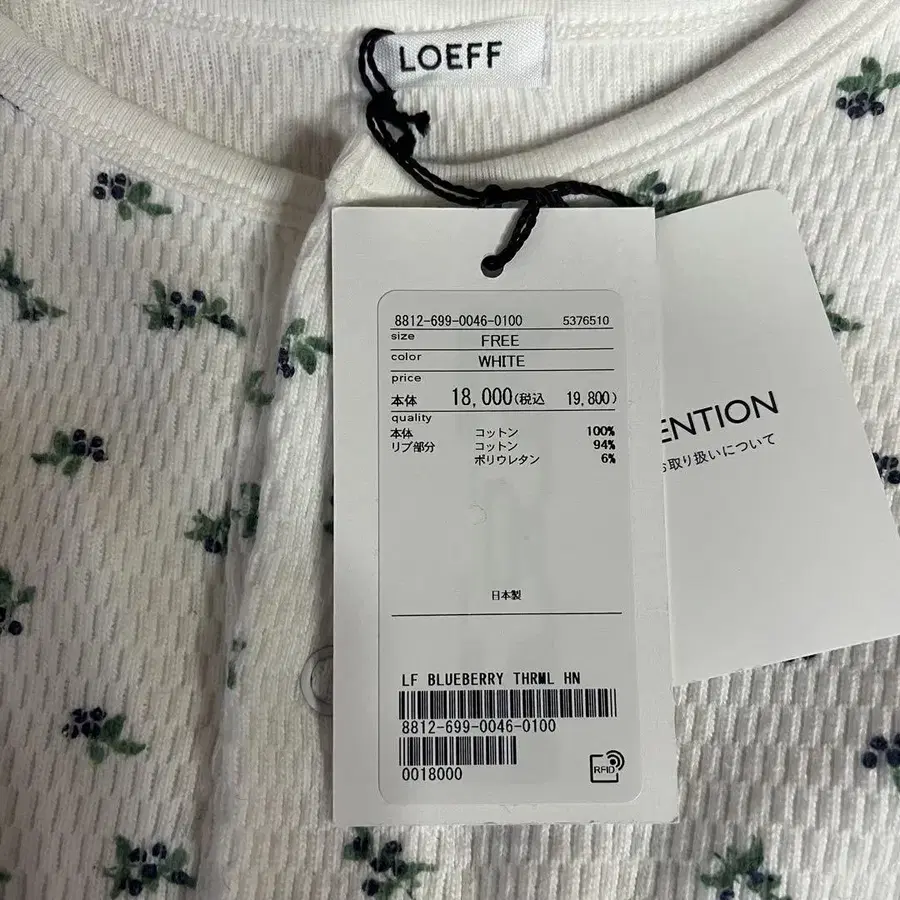 LOEFF
8812-699-0046-0100 5376510
size FREE
color WHITE
price
本体 18,000(税込 19,800)
quality
本体 コットン 100%
リブ部分 コットン 94%
ポリウレタン 6%
日本製
LF BLUEBERRY THRML HN
8812-699-0046-0100
0018000
RFID
ENTION
お取り扱いについて